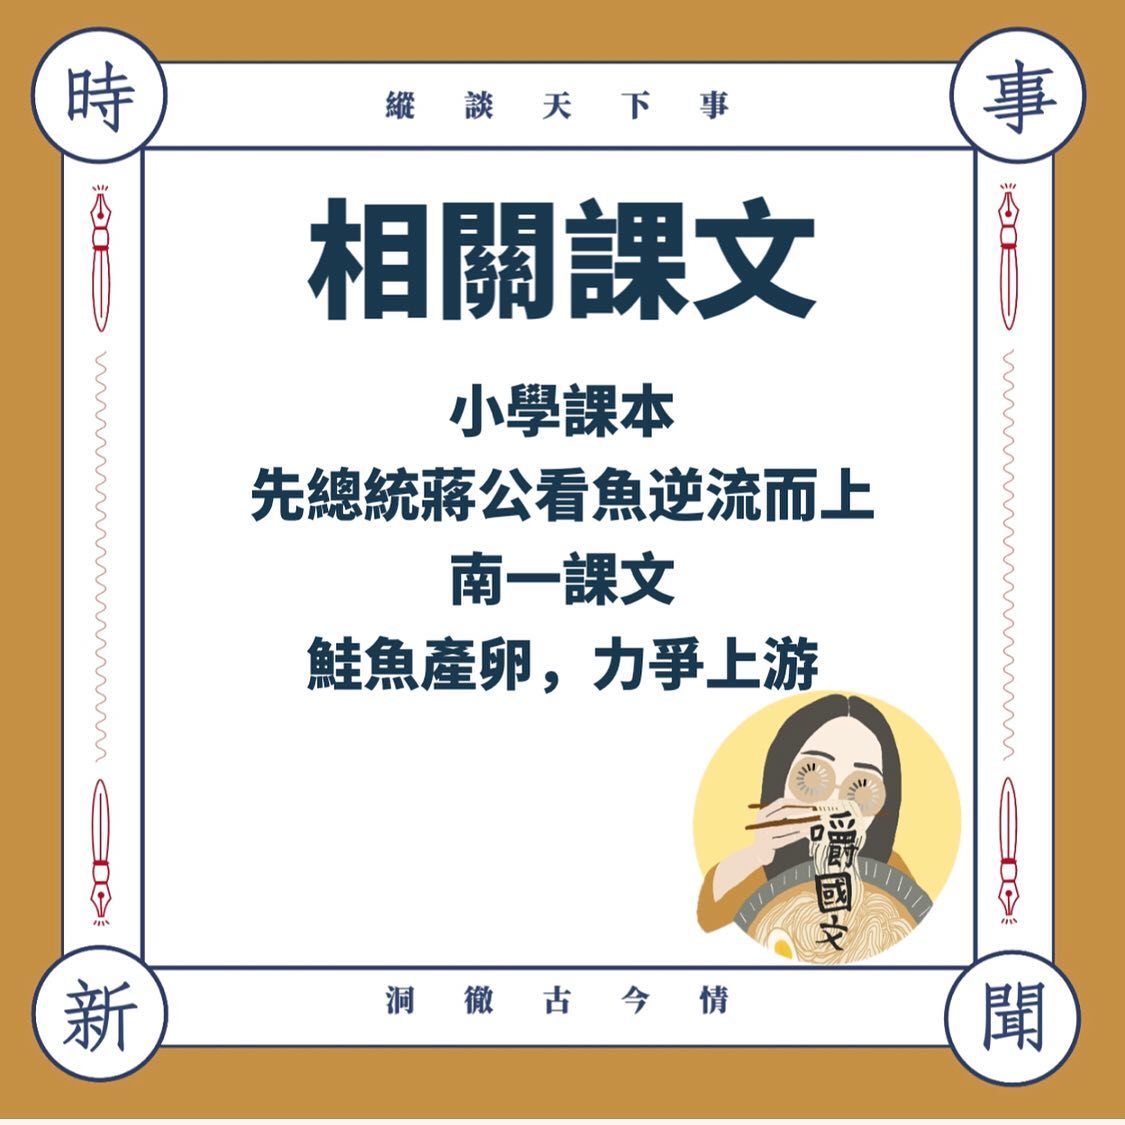 時
事
縱談天下事
相關課文
小學課本
先總統蔣公看魚逆流而上
南一課文
鮭魚產卵，力爭上游
嚼國文
洞徹古今情
新
聞